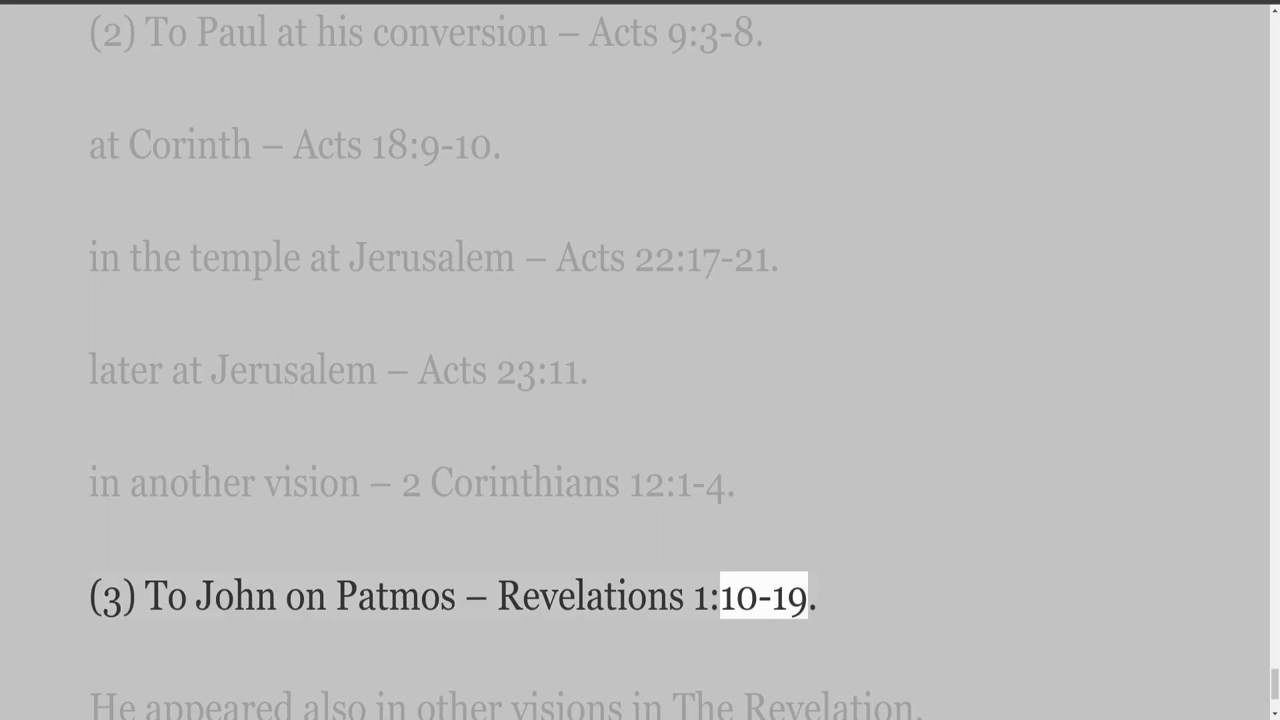 (2) To Paul at his conversion – Acts 9:3-8.
at Corinth – Acts 18:9-10.
in the temple at Jerusalem – Acts 22:17-21.
later at Jerusalem – Acts 23:11.
in another vision – 2 Corinthians 12:1-4.
(3) To John on Patmos – Revelations 1:10-19.
He appeared also in other visions in The Revelation.